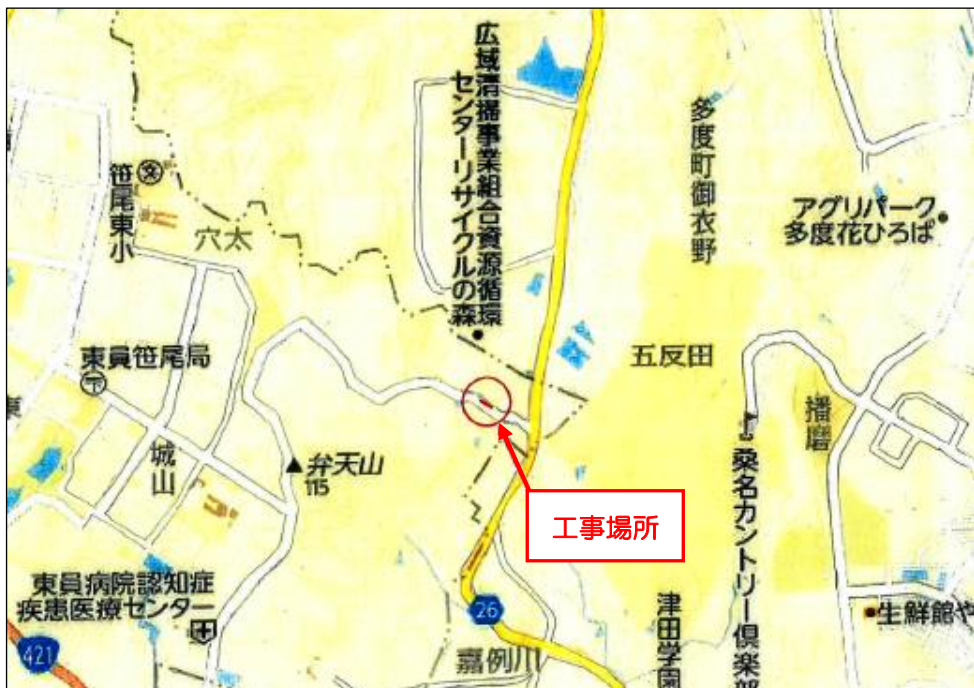 広域清掃事業組合資源循環
センターリサイクルの森
多度町御衣野
アグリパーク
多度花ひろば
笹尾東小
文
穴太
東員笹尾局
〒
東
城山
弁天山
115
五反田
播磨
桑名カントリー倶楽部
工事場所
東員病院認知症
疾患医療センター
421
26
嘉例川
津田学園
生鮮館や